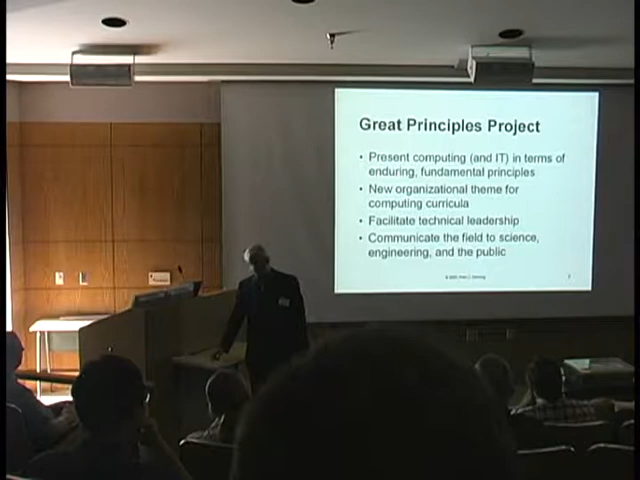 Great Principles Project
• Present computing (and IT) in terms of
enduring, fundamental principles
• New organizational theme for
computing curricula
• Facilitate technical leadership
• Communicate the field to science,
engineering, and the public